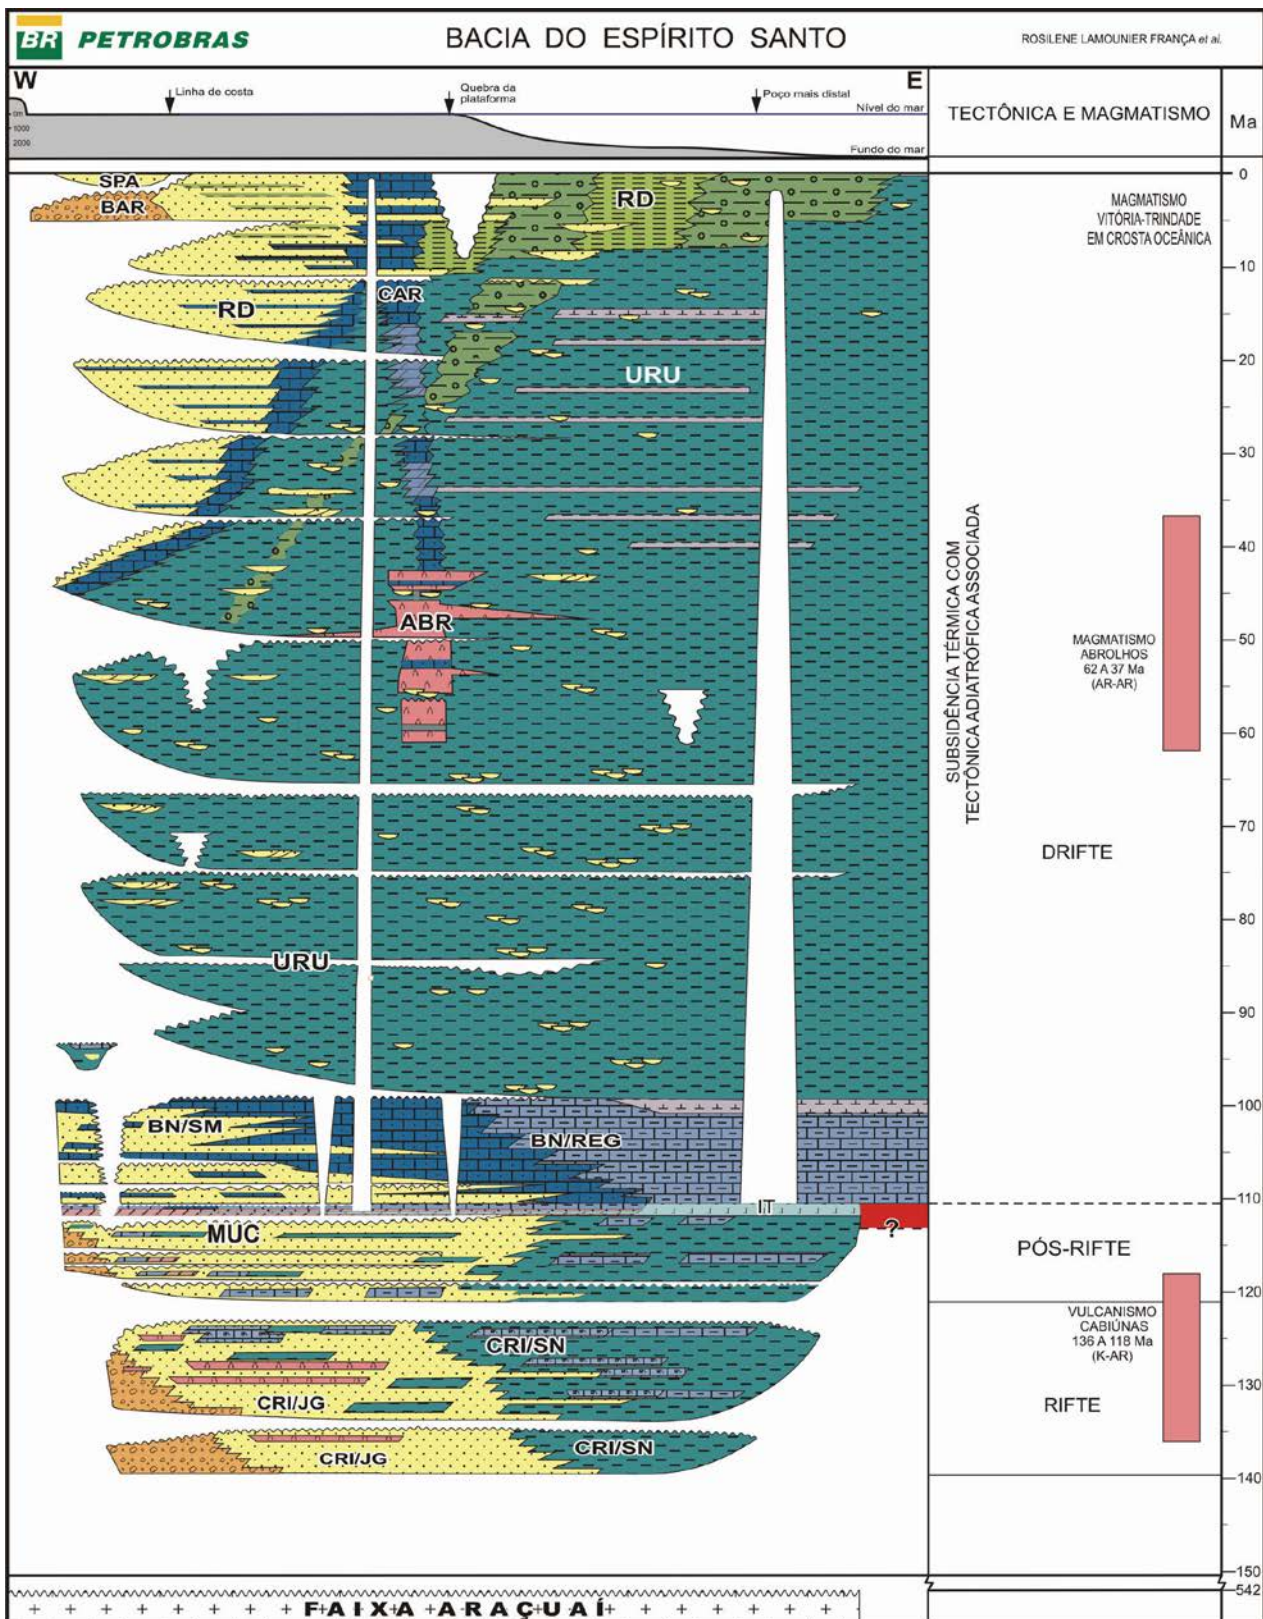 BR PETROBRAS
BACIA DO ESPÍRITO SANTO
ROSILENE LAMOUNIER FRANÇA et al.
W
E
Linha de costa
Quebra da
plataforma
Poço mais distal
Nível do mar
0m
1000
2000
Fundo do mar
TECTÔNICA E MAGMATISMO
Ma
SPA
BAR
RD
RD
CAR
URU
ABR
URU
BN/SM
BN/REG
IT
MUC
?
CRI/SN
CRI/JG
CRI/SN
CRI/JG
MAGMATISMO
VITÓRIA-TRINDADE
EM CROSTA OCEÂNICA
SUBSIDÊNCIA TÉRMICA COM
TECTÔNICA ADIATRÓFICA ASSOCIADA
MAGMATISMO
ABROLHOS
62 A 37 Ma
(AR-AR)
DRIFTE
PÓS-RIFTE
VULCANISMO
CABIÚNAS
136 A 118 Ma
(K-AR)
RIFTE
0
10
20
30
40
50
60
70
80
90
100
110
120
130
140
150
542
FAIXA ARAÇUAÍ